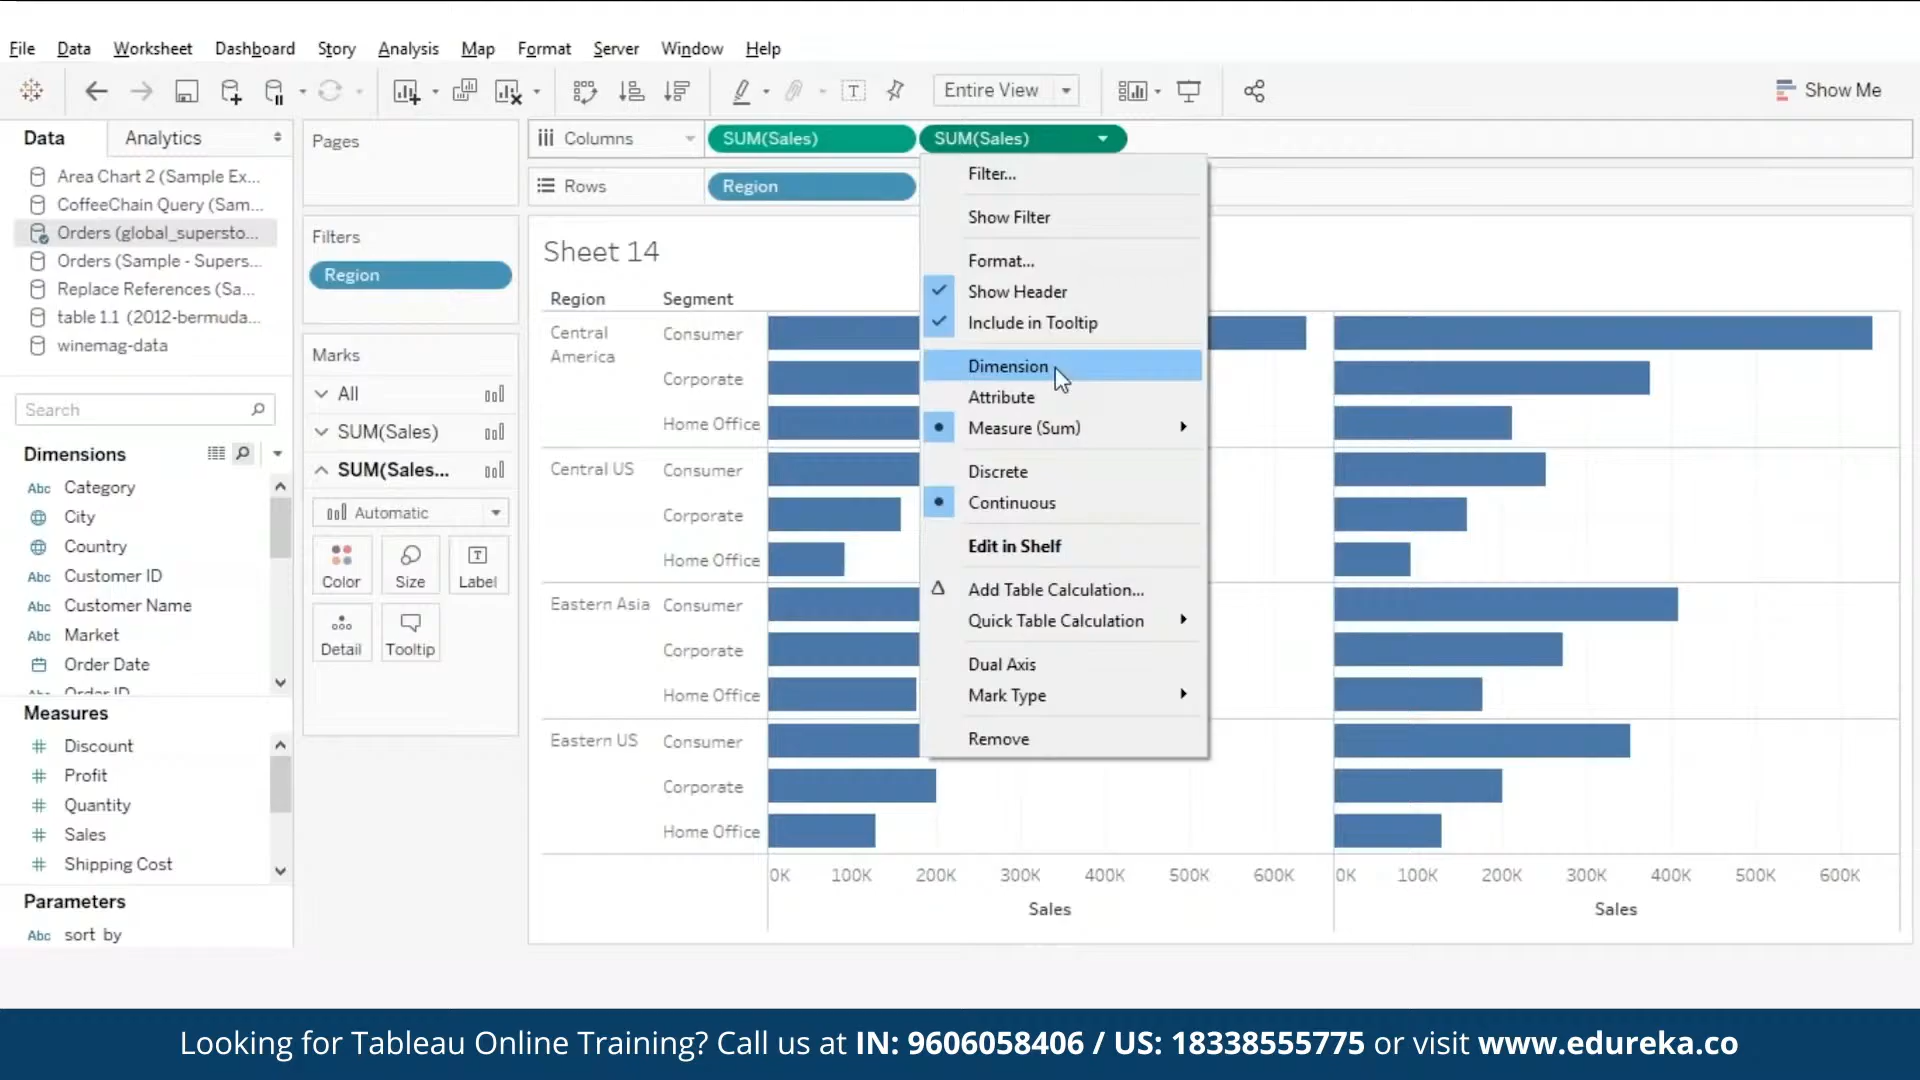 File Data Worksheet Dashboard Story Analysis Map Format Server Window Help
Entire View
Show Me
Data Analytics
Area Chart 2 (Sample Ex...
CoffeeChain Query (Sam...
Orders (global_supersto...
Orders (Sample - Supers...
Replace References (Sa...
table 1.1 (2012-bermuda...
winemag-data
Search
Dimensions
Abc Category
City
Country
Abc Customer ID
Abc Customer Name
Abc Market
Order Date
Abc Order ID
Measures
# Discount
# Profit
# Quantity
# Sales
# Shipping Cost
Parameters
Abc sort by
Pages
Filters
Region
Marks
All
SUM(Sales)
SUM(Sales...
Automatic
Color Size Label
Detail Tooltip
Columns SUM(Sales) SUM(Sales)
Rows Region
Filter...
Show Filter
Format...
Show Header
Include in Tooltip
Dimension
Attribute
Measure (Sum)
Discrete
Continuous
Edit in Shelf
Add Table Calculation...
Quick Table Calculation
Dual Axis
Mark Type
Remove
Sheet 14
Region Segment
Central America
Consumer
Corporate
Home Office
Central US Consumer
Corporate
Home Office
Eastern Asia Consumer
Corporate
Home Office
Eastern US Consumer
Corporate
Home Office
0K 100K 200K 300K 400K 500K 600K 0K 100K 200K 300K 400K 500K 600K
Sales Sales
Looking for Tableau Online Training? Call us at IN: 9606058406 / US: 18338555775 or visit www.edureka.co